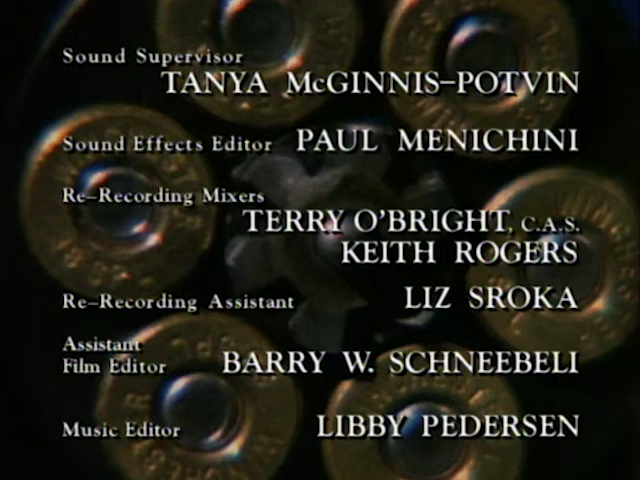 Sound Supervisor
TANYA McGINNIS–POTVIN
Sound Effects Editor PAUL MENICHINI
Re–Recording Mixers
TERRY O'BRIGHT, C.A.S.
KEITH ROGERS
Re–Recording Assistant LIZ SROKA
Assistant
Film Editor BARRY W. SCHNEEBELI
Music Editor LIBBY PEDERSEN